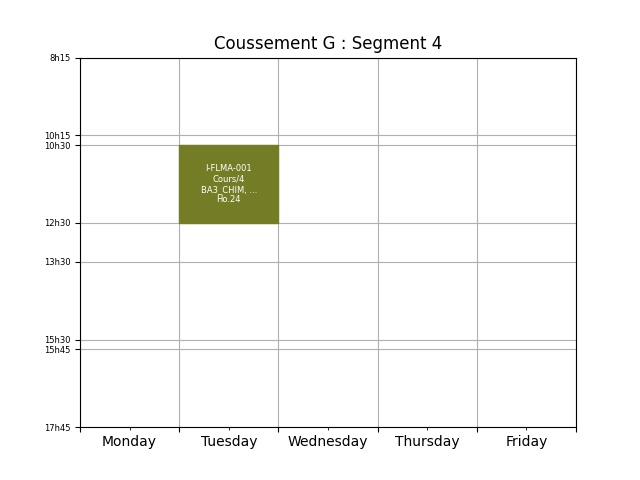 Coussement G : Segment 4
8h15
10h15
10h30
I-FLMA-001
Cours/4
BA3_CHIM, ...
Ho.24
12h30
13h30
15h30
15h45
17h45
Monday Tuesday Wednesday Thursday Friday